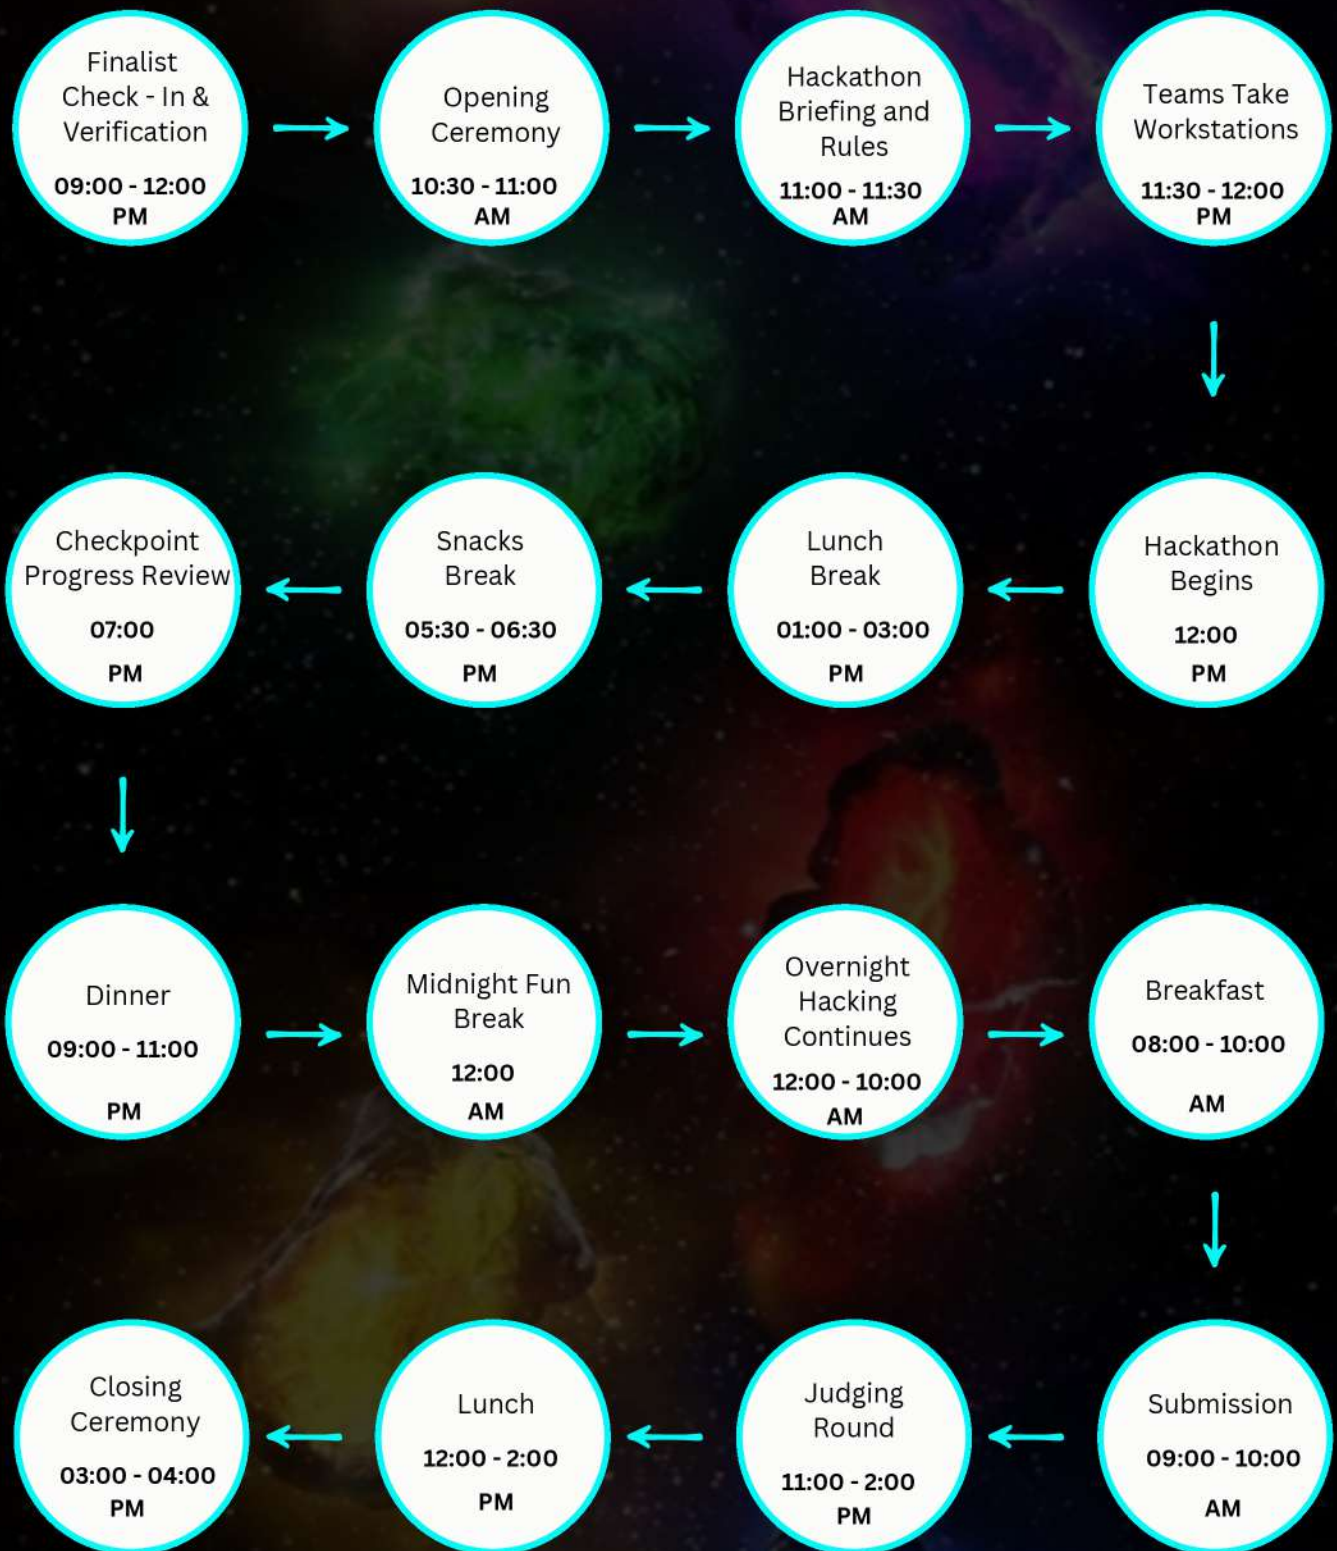 Finalist
Check - In &
Verification
09:00 - 12:00
PM
Opening
Ceremony
10:30 - 11:00
AM
Hackathon
Briefing and
Rules
11:00 - 11:30
AM
Teams Take
Workstations
11:30 - 12:00
PM
Hackathon
Begins
12:00
PM
Lunch
Break
01:00 - 03:00
PM
Snacks
Break
05:30 - 06:30
PM
Checkpoint
Progress Review
07:00
PM
Dinner
09:00 - 11:00
PM
Midnight Fun
Break
12:00
AM
Overnight
Hacking
Continues
12:00 - 10:00
AM
Breakfast
08:00 - 10:00
AM
Submission
09:00 - 10:00
AM
Judging
Round
11:00 - 2:00
PM
Lunch
12:00 - 2:00
PM
Closing
Ceremony
03:00 - 04:00
PM